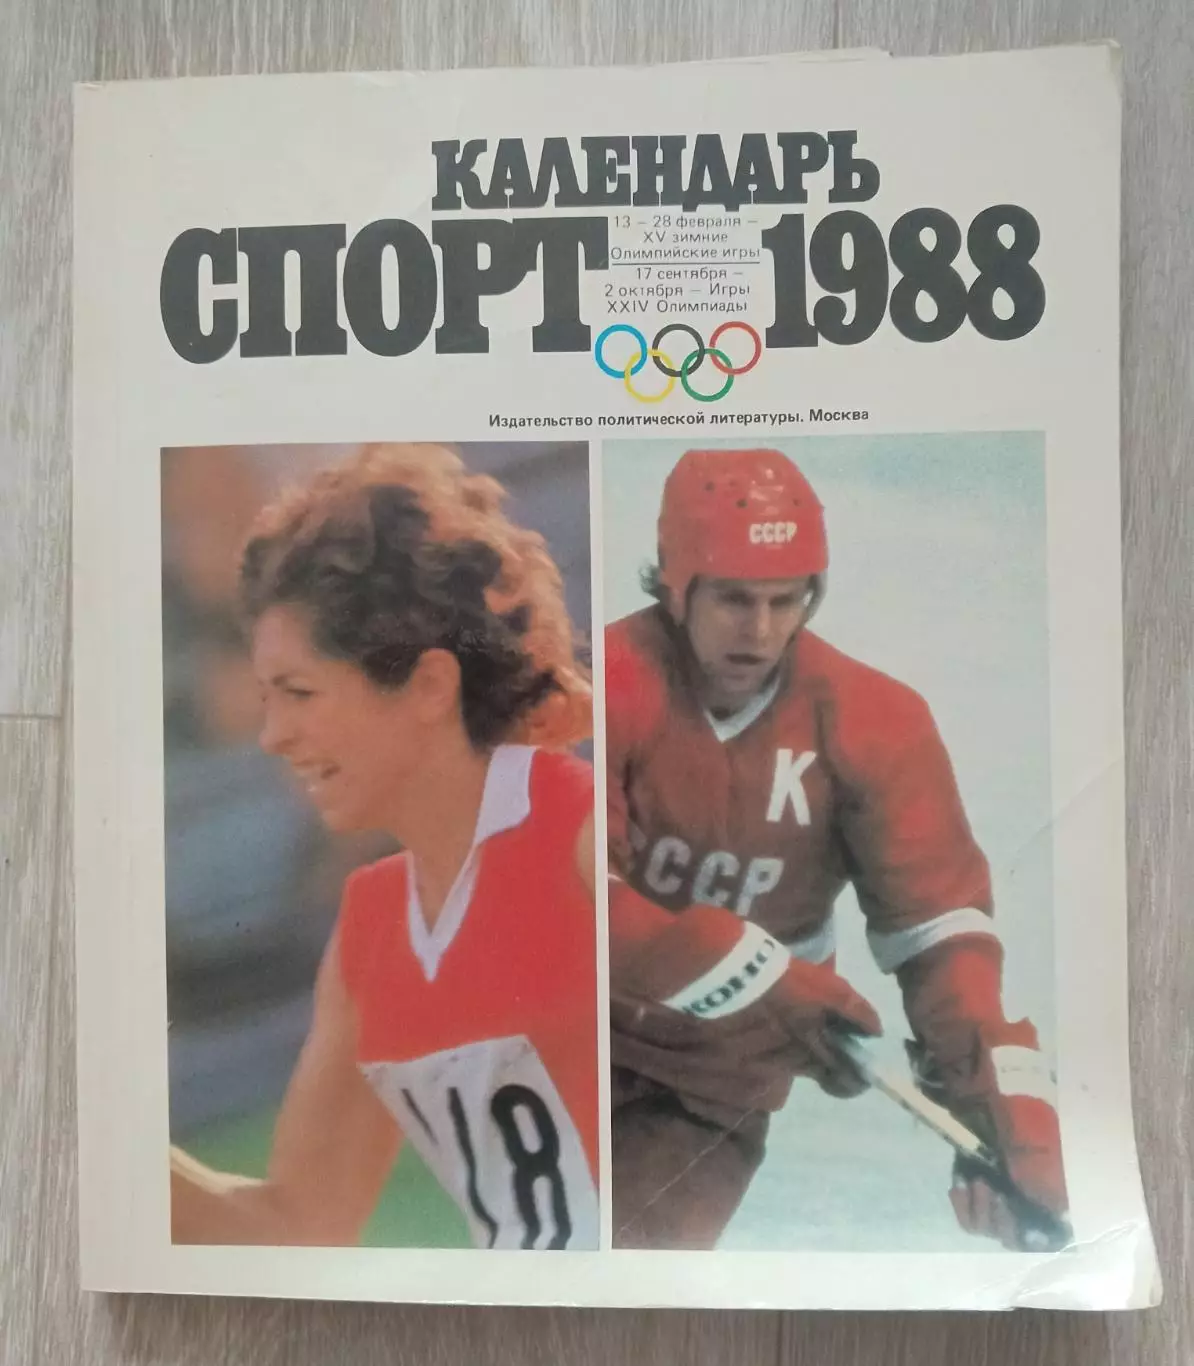 КАЛЕНДАРЬ
СПОРТ 1988
13 – 28 февраля –
XV зимние
Олимпийские игры
17 сентября –
2 октября – Игры
XXIV Олимпиады
Издательство политической литературы. Москва
СССР
К
СССР
КОНО
18